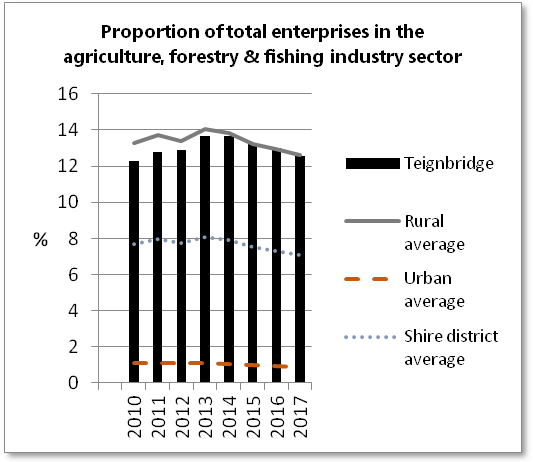 Proportion of total enterprises in the
agriculture, forestry & fishing industry sector
16
14
12
10
8
6
4
2
0
%
2010
2011
2012
2013
2014
2015
2016
2017
Teignbridge
Rural
average
Urban
average
Shire district
average